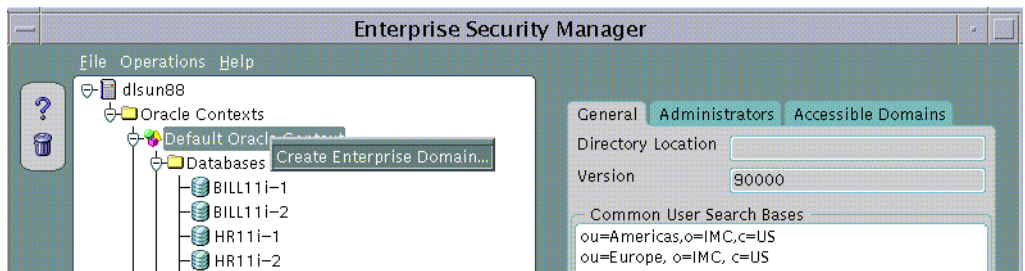 Enterprise Security Manager
File Operations Help
dlsun88
Oracle Contexts
Default Oracle Context
Create Enterprise Domain...
Databases
BILL11i-1
BILL11i-2
HR11i-1
HR11i-2
General Administrators Accessible Domains
Directory Location
Version 90000
Common User Search Bases
ou=Americas,o=IMC,c=US
ou=Europe, o=IMC, c=US